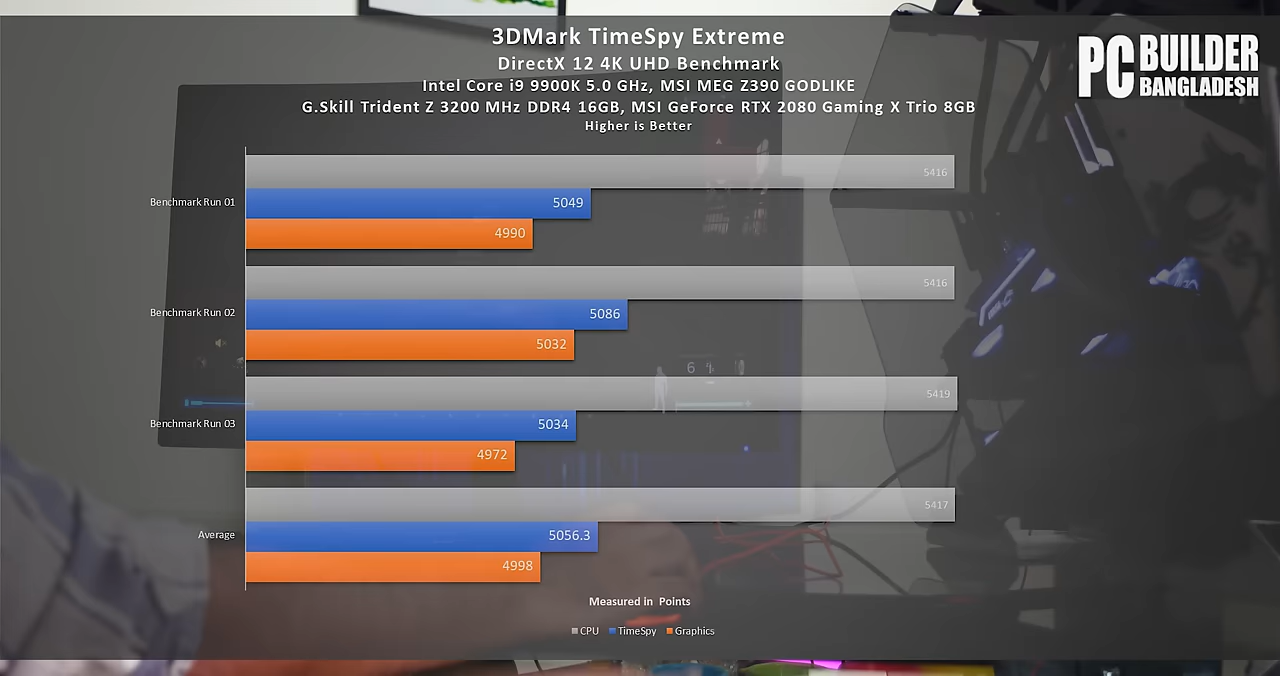 3DMark TimeSpy Extreme
DirectX 12 4K UHD Benchmark
Intel Core i9 9900K 5.0 GHz, MSI MEG Z390 GODLIKE
G.Skill Trident Z 3200 MHz DDR4 16GB, MSI GeForce RTX 2080 Gaming X Trio 8GB
Higher is Better
PC BUILDER
BANGLADESH
5416
Benchmark Run 01
5049
4990
5416
Benchmark Run 02
5086
5032
5419
Benchmark Run 03
5034
4972
5417
Average
5056.3
4998
Measured in Points
CPU TimeSpy Graphics